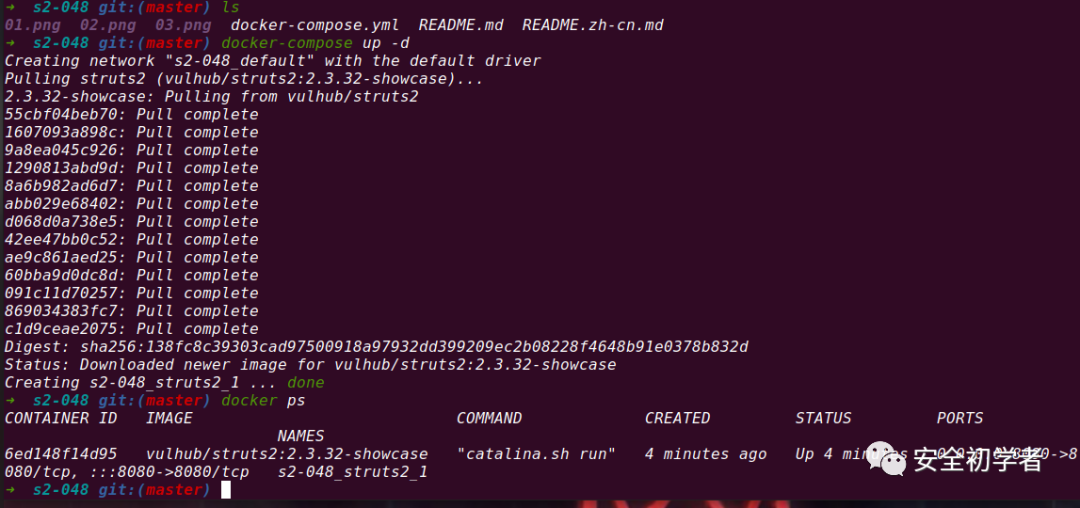 ➜  s2-048 git:(master) ls
01.png  02.png  03.png  docker-compose.yml  README.md  README.zh-cn.md
➜  s2-048 git:(master) docker-compose up -d
Creating network "s2-048_default" with the default driver
Pulling struts2 (vulhub/struts2:2.3.32-showcase)...
2.3.32-showcase: Pulling from vulhub/struts2
55cbf04beb70: Pull complete
1607093a898c: Pull complete
9a8ea045c926: Pull complete
1290813abd9d: Pull complete
8a6b982ad6d7: Pull complete
abb029e68402: Pull complete
d068d0a738e5: Pull complete
42ee47bb0c52: Pull complete
ae9c861aed25: Pull complete
60bba9d0dc8d: Pull complete
091c11d70257: Pull complete
869034383fc7: Pull complete
c1d9ceae2075: Pull complete
Digest: sha256:138fc8c39303cad97500918a97932dd399209ec2b08228f4648b91e0378b832d
Status: Downloaded newer image for vulhub/struts2:2.3.32-showcase
Creating s2-048_struts2_1 ... done
➜  s2-048 git:(master) docker ps
CONTAINER ID   IMAGE                            COMMAND             CREATED         STATUS         PORTS
                             NAMES
6ed148f14d95   vulhub/struts2:2.3.32-showcase   "catalina.sh run"   4 minutes ago   Up 4 minutes   0.0.0.0:8080->8
080/tcp, :::8080->8080/tcp   s2-048_struts2_1
安全初学者
➜  s2-048 git:(master)